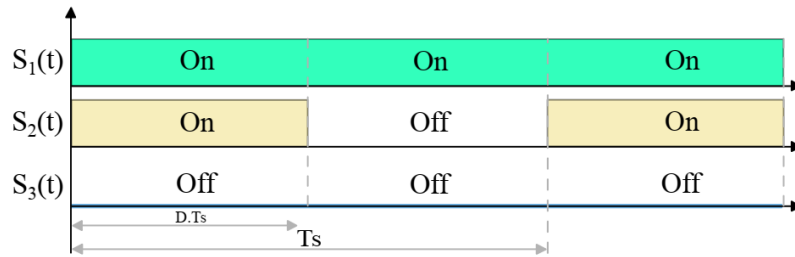 S₁(t) On On On
S₂(t) On Off On
S₃(t) Off Off Off
D.Ts
Ts